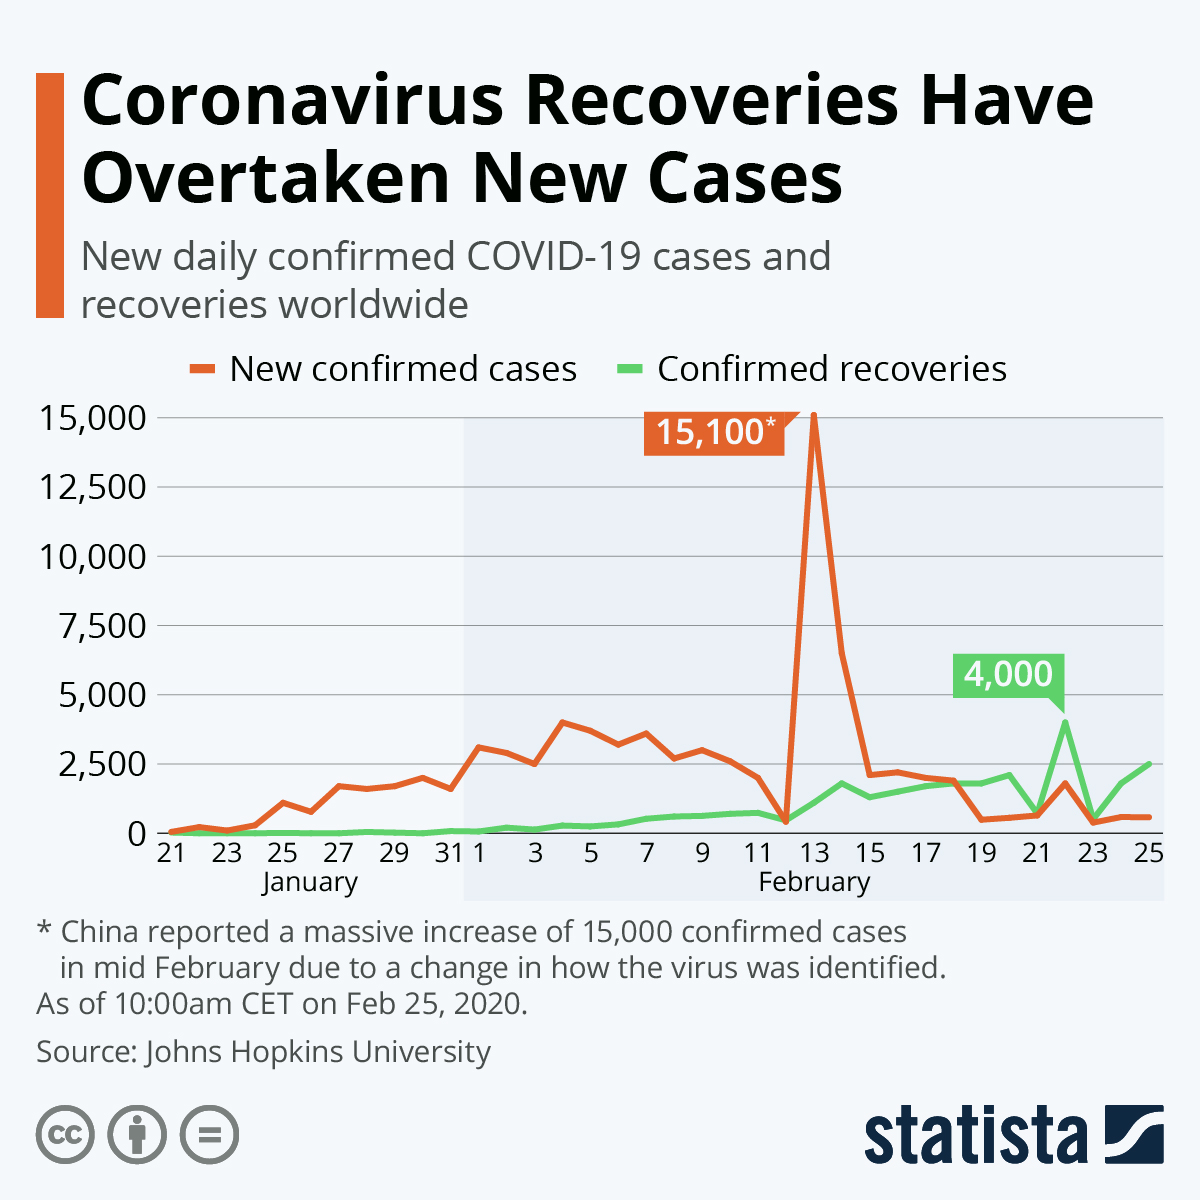 Coronavirus Recoveries Have
Overtaken New Cases
New daily confirmed COVID-19 cases and
recoveries worldwide
New confirmed cases Confirmed recoveries
15,000
12,500
10,000
7,500
5,000
2,500
0
15,100*
4,000
21 23 25 27 29 31 1 3 5 7 9 11 13 15 17 19 21 23 25
January February
* China reported a massive increase of 15,000 confirmed cases
in mid February due to a change in how the virus was identified.
As of 10:00am CET on Feb 25, 2020.
Source: Johns Hopkins University
cc
statista